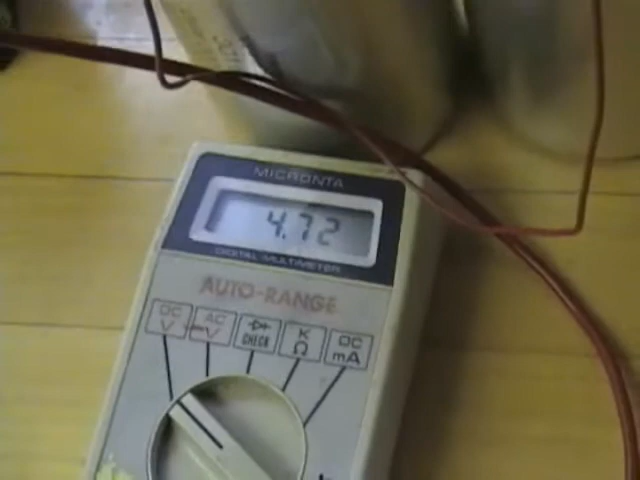 MICRONTA
4.72
DIGITAL MULTIMETER
AUTO-RANGE
DC V
AC V
CHECK
K Ω
DC mA